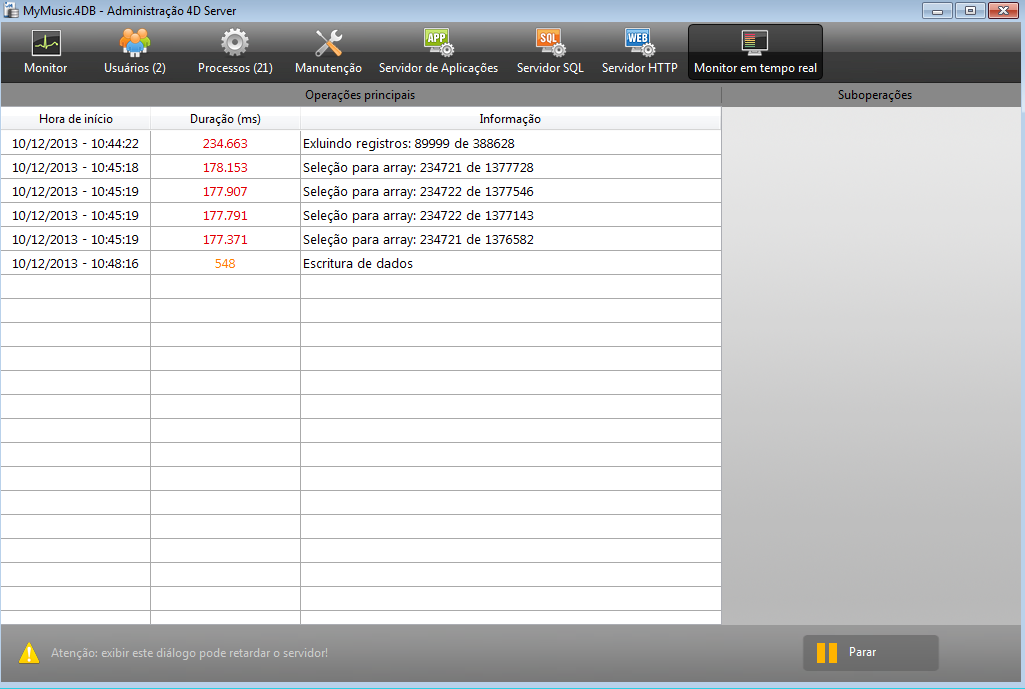 MyMusic.4DB - Administração 4D Server
APP SQL WEB
Monitor Usuários (2) Processos (21) Manutenção Servidor de Aplicações Servidor SQL Servidor HTTP Monitor em tempo real
Operações principais Suboperações
Hora de início Duração (ms) Informação
10/12/2013 - 10:44:22 234.663 Exluindo registros: 89999 de 388628
10/12/2013 - 10:45:18 178.153 Seleção para array: 234721 de 1377728
10/12/2013 - 10:45:19 177.907 Seleção para array: 234722 de 1377546
10/12/2013 - 10:45:19 177.791 Seleção para array: 234722 de 1377143
10/12/2013 - 10:45:19 177.371 Seleção para array: 234721 de 1376582
10/12/2013 - 10:48:16 548 Escritura de dados
Atenção: exibir este diálogo pode retardar o servidor! Parar